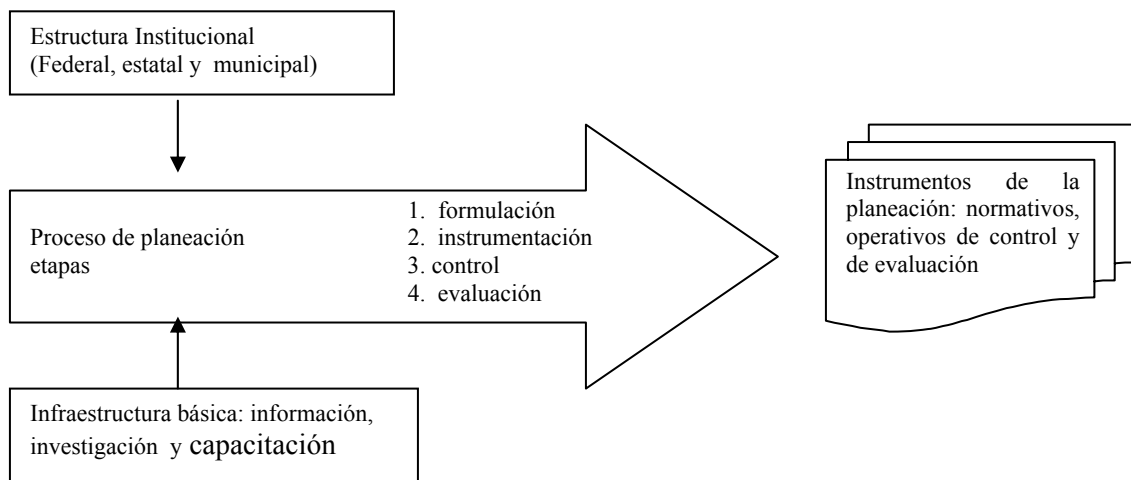 Estructura Institucional
(Federal, estatal y municipal)
Proceso de planeación
etapas
1. formulación
2. instrumentación
3. control
4. evaluación
Instrumentos de la
planeación: normativos,
operativos de control y
de evaluación
Infraestructura básica: información,
investigación y capacitación